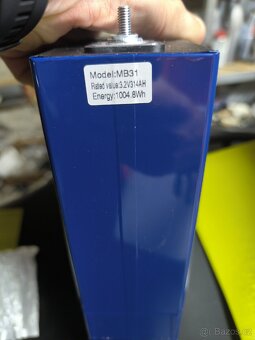 Model:MB31
Rated value:3.2V314AH
Energy:1004.8Wh